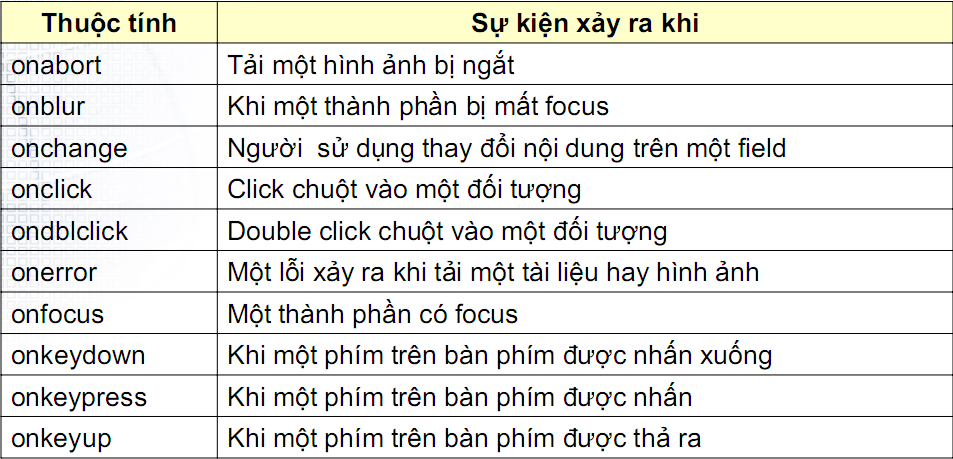 Thuộc tính Sự kiện xảy ra khi
onabort Tải một hình ảnh bị ngắt
onblur Khi một thành phần bị mất focus
onchange Người sử dụng thay đổi nội dung trên một field
onclick Click chuột vào một đối tượng
ondblclick Double click chuột vào một đối tượng
onerror Một lỗi xảy ra khi tải một tài liệu hay hình ảnh
onfocus Một thành phần có focus
onkeydown Khi một phím trên bàn phím được nhấn xuống
onkeypress Khi một phím trên bàn phím được nhấn
onkeyup Khi một phím trên bàn phím được thả ra